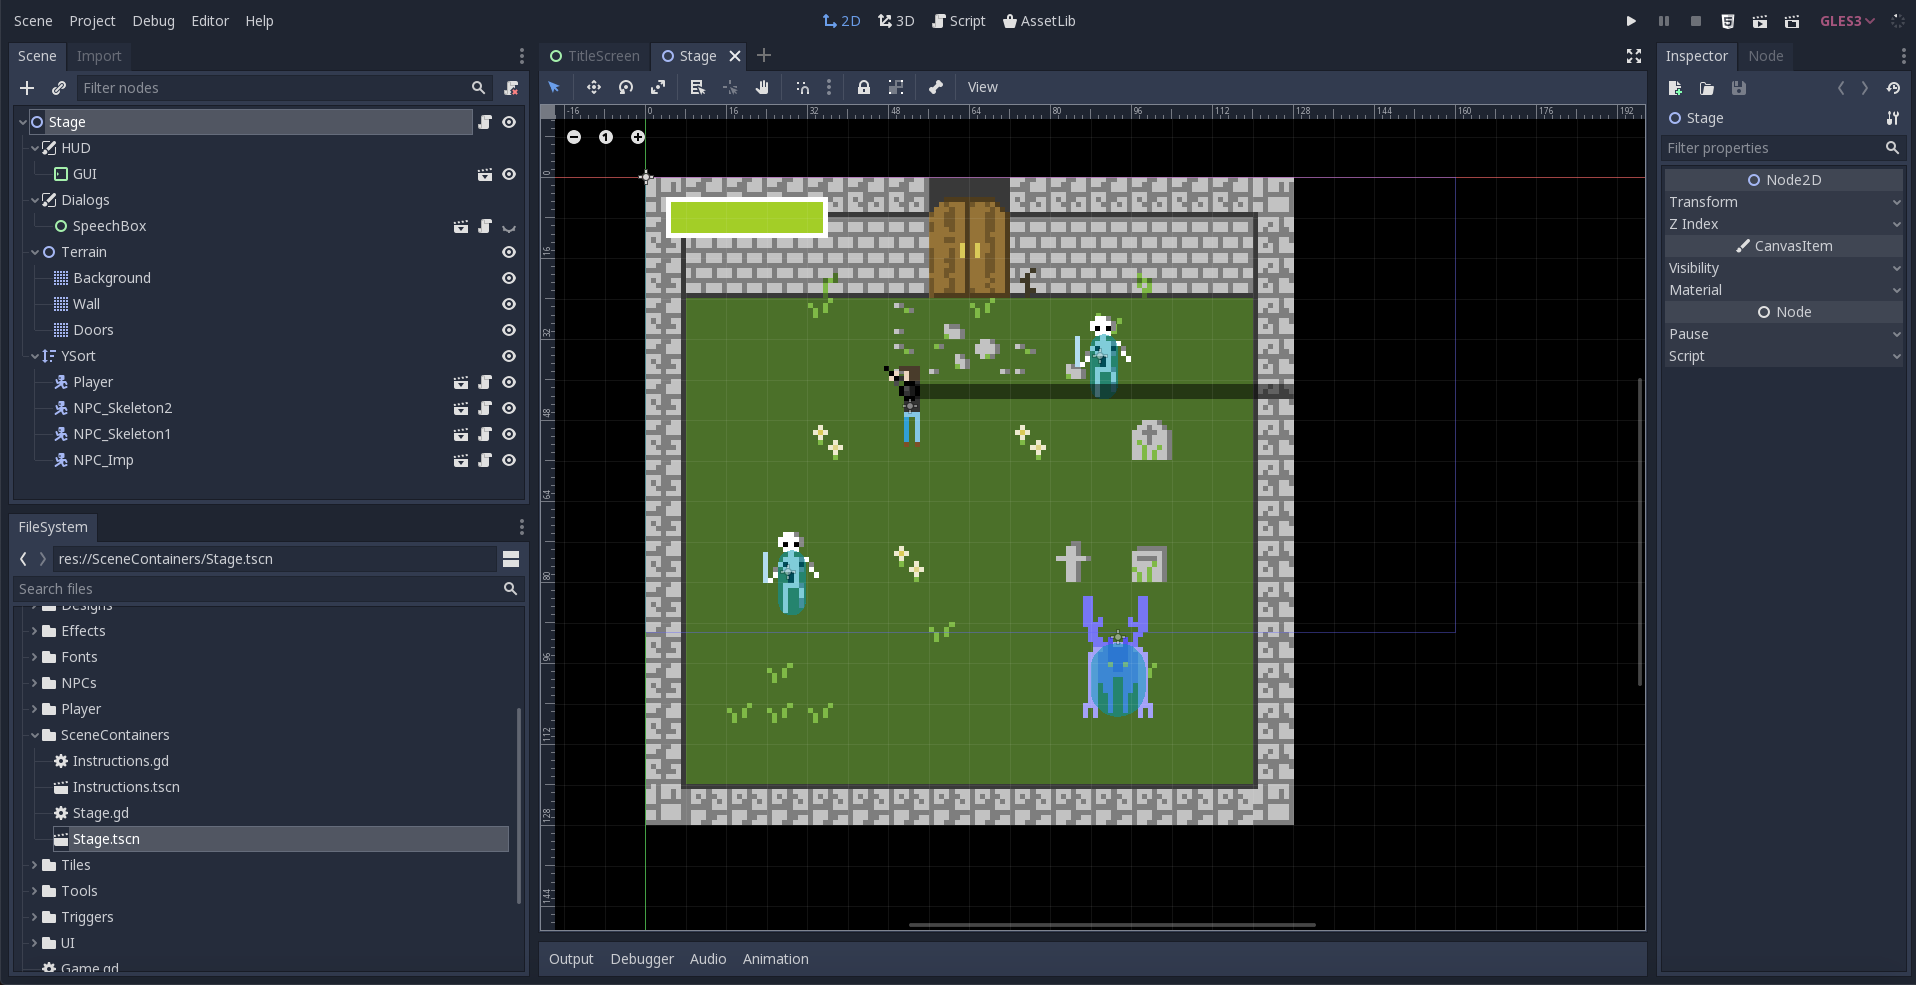 Scene Project Debug Editor Help
2D 3D Script AssetLib
GLES3
Scene Import
Filter nodes
Stage
HUD
GUI
Dialogs
SpeechBox
Terrain
Background
Wall
Doors
YSort
Player
NPC_Skeleton2
NPC_Skeleton1
NPC_Imp
FileSystem
res://SceneContainers/Stage.tscn
Search files
Designs
Effects
Fonts
NPCs
Player
SceneContainers
Instructions.gd
Instructions.tscn
Stage.gd
Stage.tscn
Tiles
Tools
Triggers
UI
Game.gd
TitleScreen Stage
View
-16 0 16 32 48 64 80 96 112 128 144 160 176 192
1
0
16
32
48
64
80
96
112
128
144
Output Debugger Audio Animation
Inspector Node
Stage
Filter properties
Node2D
Transform
Z Index
CanvasItem
Visibility
Material
Node
Pause
Script